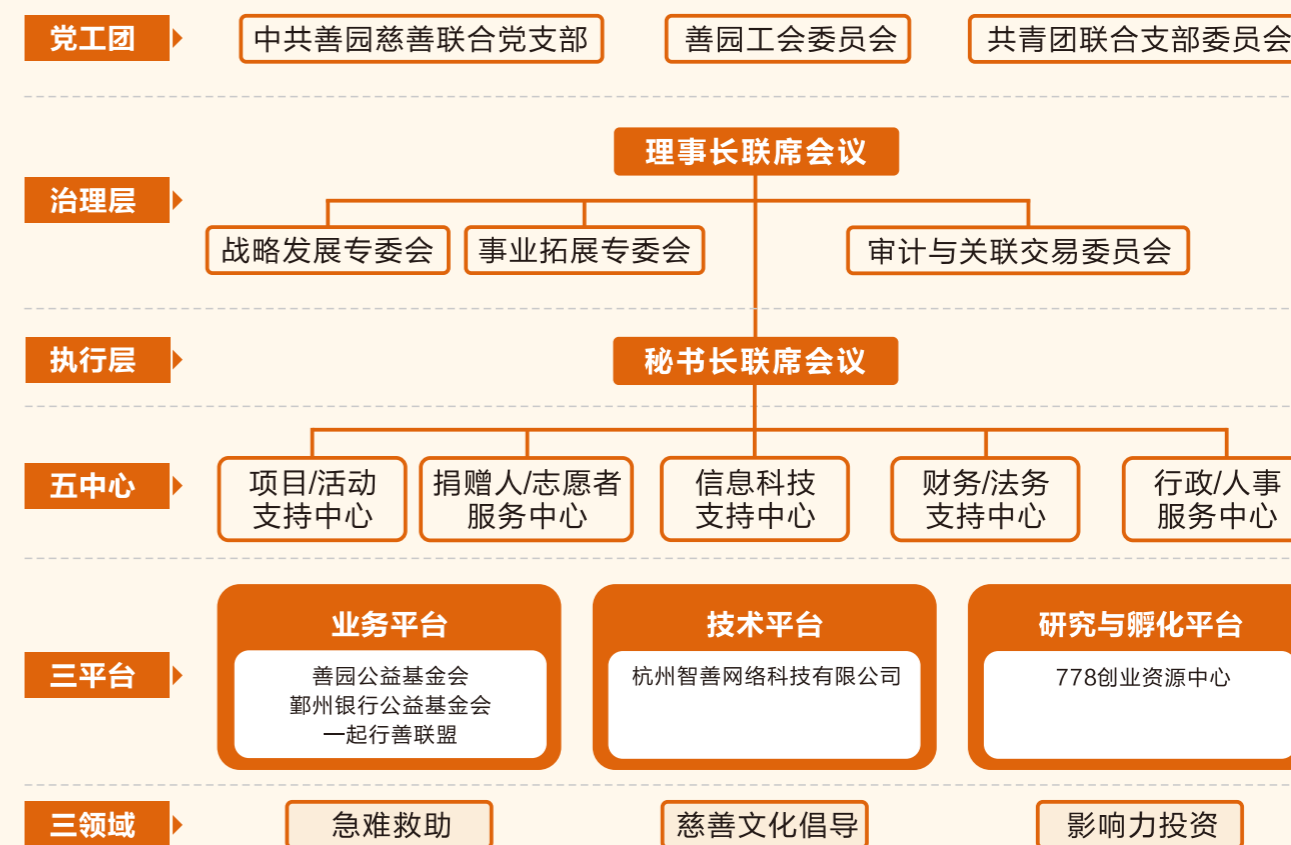 党工团
中共善园慈善联合党支部
善园工会委员会
共青团联合支部委员会
理事长联席会议
治理层
战略发展专委会
事业拓展专委会
审计与关联交易委员会
执行层
秘书长联席会议
五中心
项目/活动
支持中心
捐赠人/志愿者
服务中心
信息科技
支持中心
财务/法务
支持中心
行政/人事
服务中心
三平台
业务平台
善园公益基金会
鄞州银行公益基金会
一起行善联盟
技术平台
杭州智善网络科技有限公司
研究与孵化平台
778创业资源中心
三领域
急难救助
慈善文化倡导
影响力投资